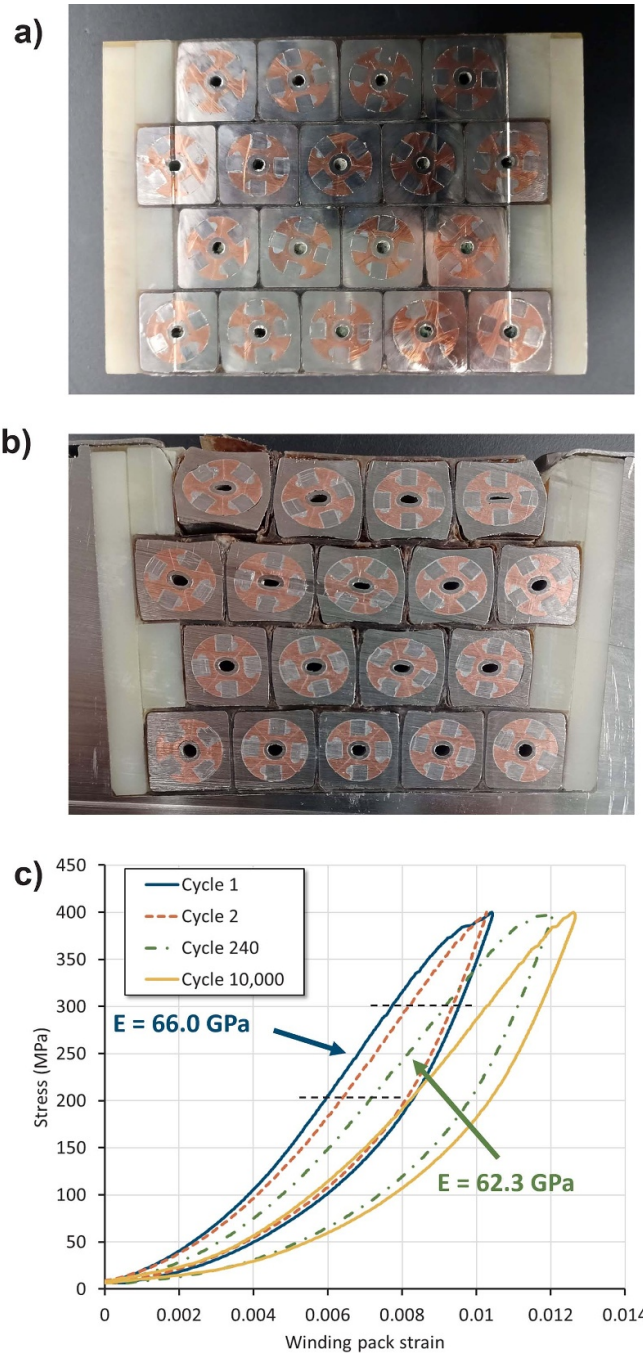 a)
b)
c)
450
400
350
300
250
200
150
100
50
0
Stress (MPa)
Cycle 1
Cycle 2
Cycle 240
Cycle 10,000
E = 66.0 GPa
E = 62.3 GPa
0 0.002 0.004 0.006 0.008 0.01 0.012 0.014
Winding pack strain